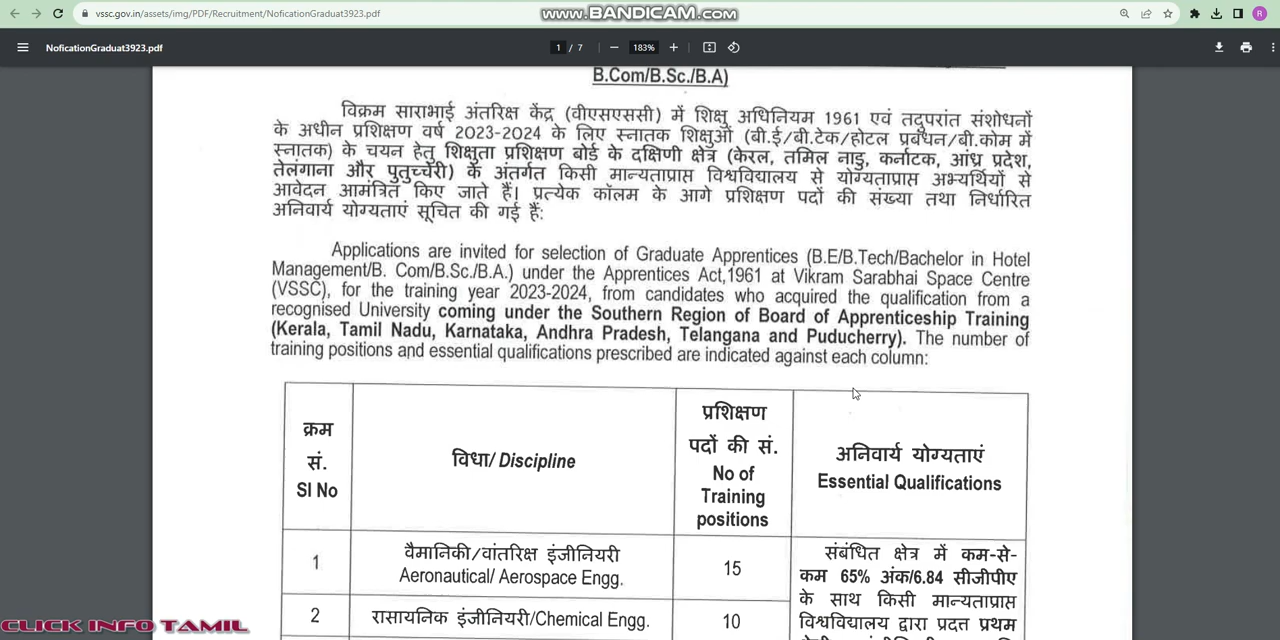 vssc.gov.in/assets/img/PDF/Recruitment/NoficationGraduat3923.pdf
WWW.BANDICAM.COM
R
NoficationGraduat3923.pdf
1 / 7
183%
B.Com/B.Sc./B.A)
विक्रम साराभाई अंतरिक्ष केंद्र (वीएसएससी) में शिक्षु अधिनियम 1961 एवं तदुपरांत संशोधनों
के अधीन प्रशिक्षण वर्ष 2023-2024 के लिए स्नातक शिक्षुओं (बी.ई/बी.टेक/होटल प्रबंधन/बी.कोम में
स्नातक) के चयन हेतु शिक्षुता प्रशिक्षण बोर्ड के दक्षिणी क्षेत्र (केरल, तमिल नाडु, कर्नाटक, आंध्र प्रदेश,
तेलंगाना और पुतुच्चेरी) के अंतर्गत किसी मान्यताप्राप्त विश्वविद्यालय से योग्यताप्राप्त अभ्यर्थियों से
आवेदन आमंत्रित किए जाते हैं। प्रत्येक कॉलम के आगे प्रशिक्षण पदों की संख्या तथा निर्धारित
अनिवार्य योग्यताएं सूचित की गई हैं:
Applications are invited for selection of Graduate Apprentices (B.E/B.Tech/Bachelor in Hotel
Management/B. Com/B.Sc./B.A.) under the Apprentices Act,1961 at Vikram Sarabhai Space Centre
(VSSC), for the training year 2023-2024, from candidates who acquired the qualification from a
recognised University coming under the Southern Region of Board of Apprenticeship Training
(Kerala, Tamil Nadu, Karnataka, Andhra Pradesh, Telangana and Puducherry). The number of
training positions and essential qualifications prescribed are indicated against each column:
क्रम
सं.
Sl No
विधा/ Discipline
प्रशिक्षण
पदों की सं.
No of
Training
positions
अनिवार्य योग्यताएं
Essential Qualifications
1
वैमानिकी/वांतरिक्ष इंजीनियरी
Aeronautical/ Aerospace Engg.
15
2
रासायनिक इंजीनियरी/Chemical Engg.
10
संबंधित क्षेत्र में कम-से-
कम 65% अंक/6.84 सीजीपीए
के साथ किसी मान्यताप्राप्त
विश्वविद्यालय द्वारा प्रदत्त प्रथम
CLICK INFO TAMIL